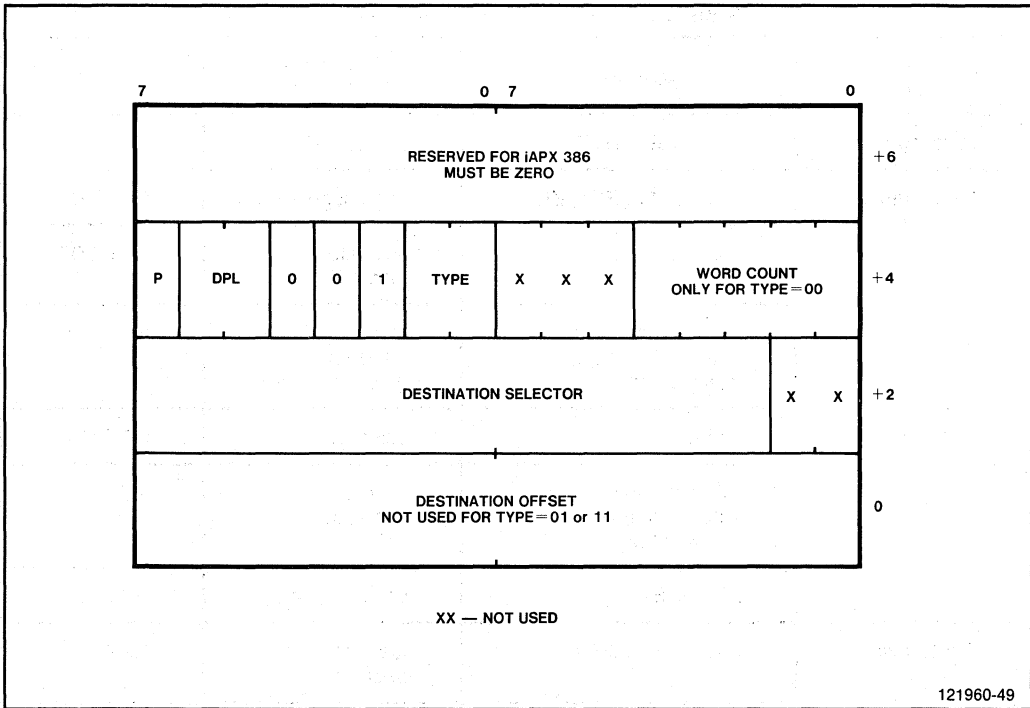 7 0 7 0
RESERVED FOR iAPX 386
MUST BE ZERO
+6
P DPL 0 0 1 TYPE X X X
WORD COUNT
ONLY FOR TYPE=00
+4
DESTINATION SELECTOR X X +2
DESTINATION OFFSET
NOT USED FOR TYPE=01 or 11
0
XX — NOT USED
121960-49